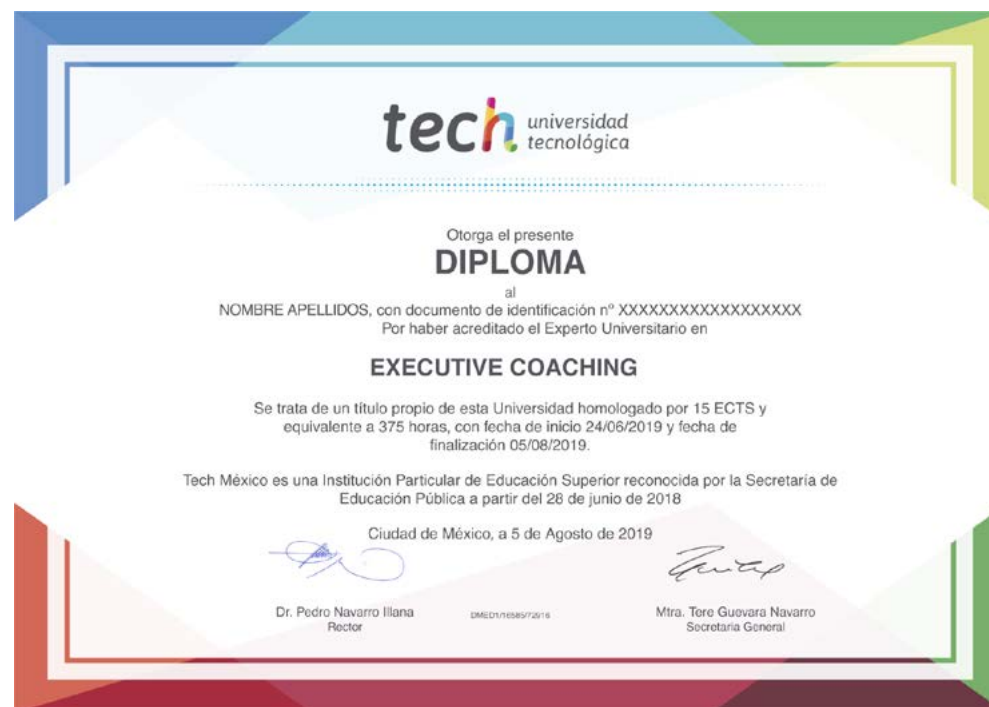 tech universidad
tecnológica
Otorga el presente
DIPLOMA
al
NOMBRE APELLIDOS, con documento de identificación nº XXXXXXXXXXXXXXXXXX
Por haber acreditado el Experto Universitario en
EXECUTIVE COACHING
Se trata de un título propio de esta Universidad homologado por 15 ECTS y
equivalente a 375 horas, con fecha de inicio 24/06/2019 y fecha de
finalización 05/08/2019.
Tech México es una Institución Particular de Educación Superior reconocida por la Secretaría de
Educación Pública a partir del 28 de junio de 2018
Ciudad de México, a 5 de Agosto de 2019
Dr. Pedro Navarro Illana
Rector
Mtra. Tere Guevara Navarro
Secretaria General